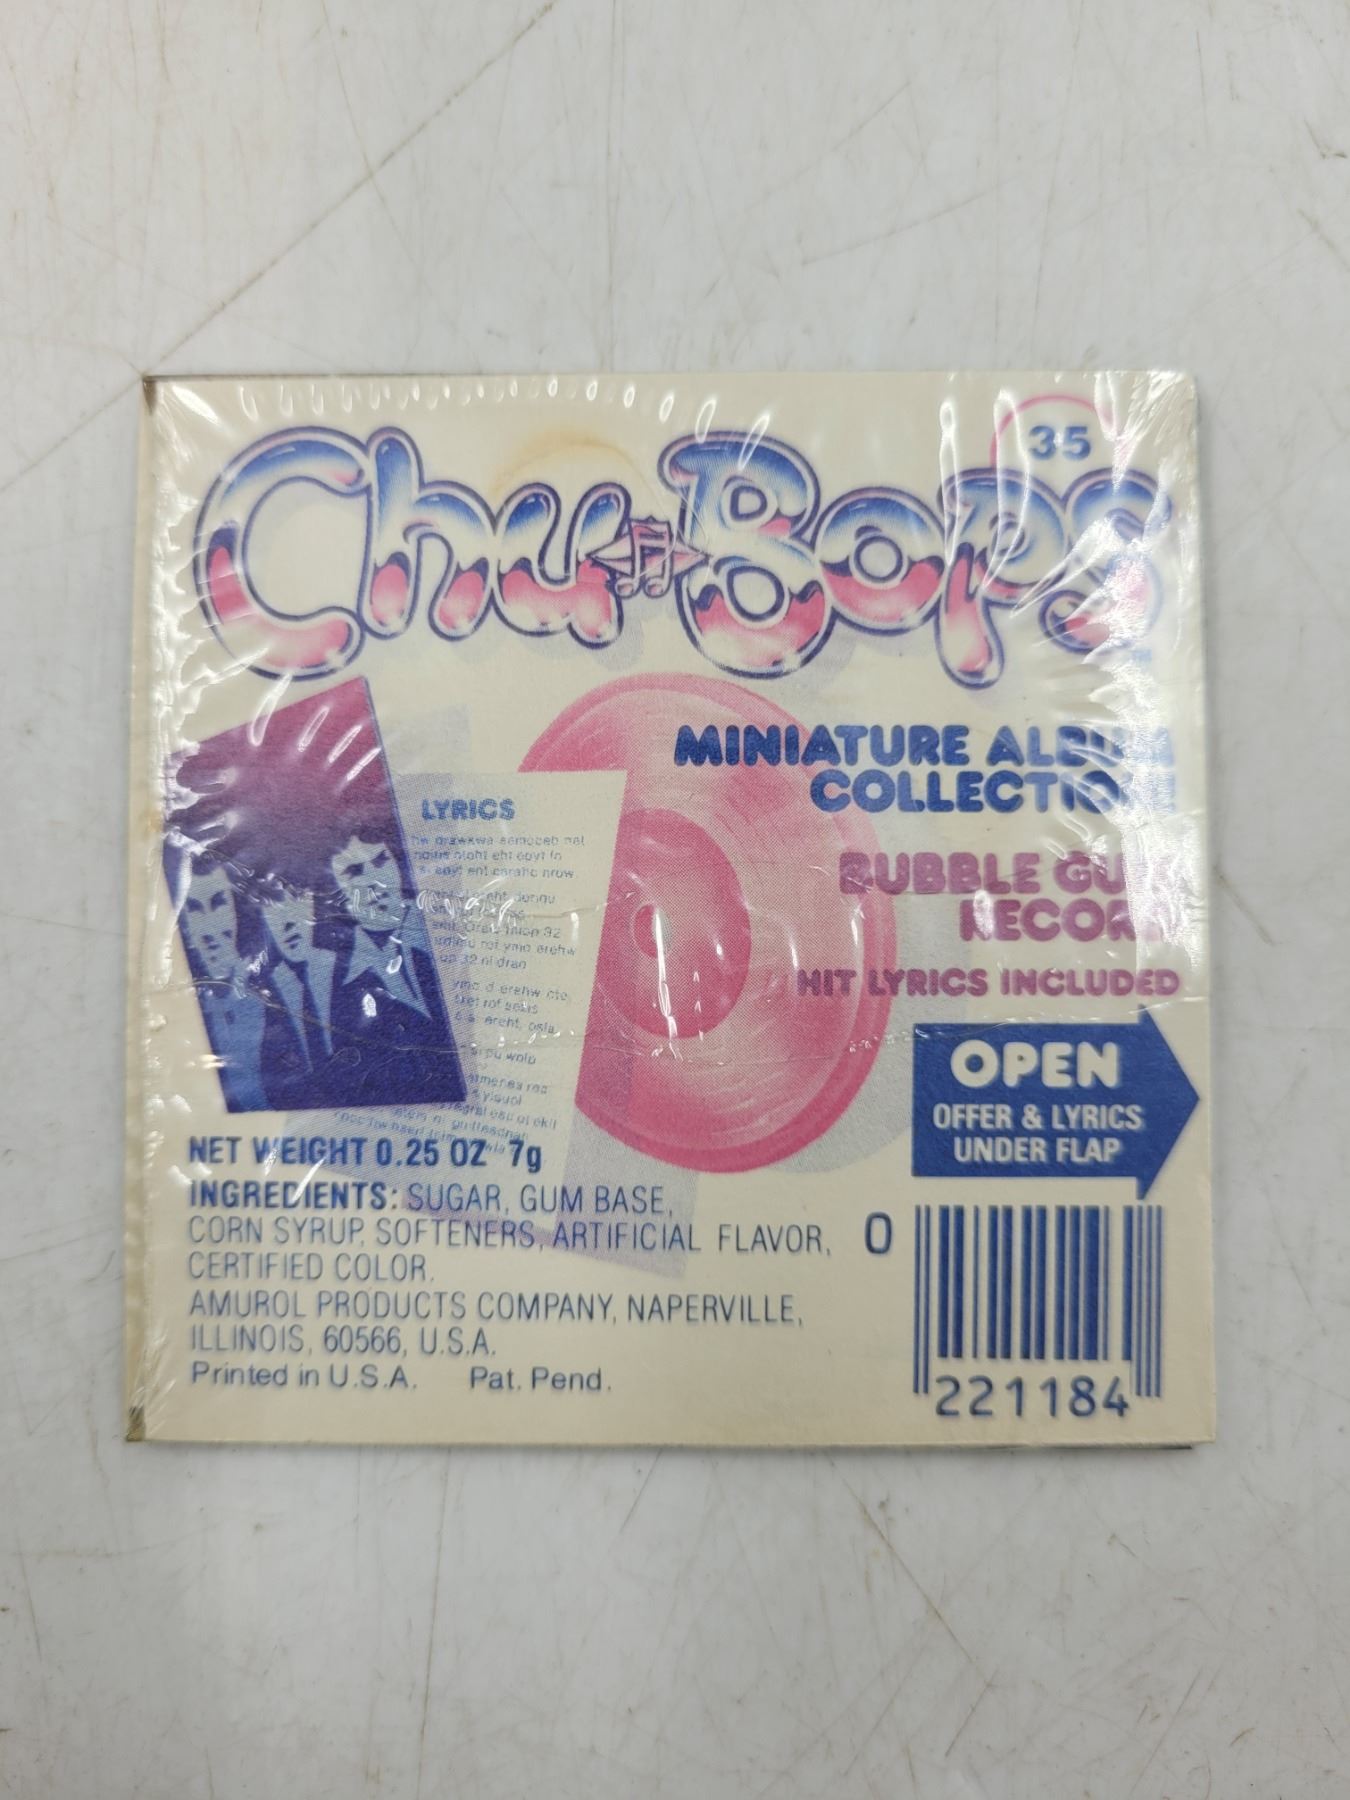 35
Chu Bops
MINIATURE ALBUM
COLLECTION
BUBBLE GUM
RECORD
HIT LYRICS INCLUDED
LYRICS
OPEN
OFFER & LYRICS
UNDER FLAP
NET WEIGHT 0.25 OZ 7g
INGREDIENTS: SUGAR, GUM BASE,
CORN SYRUP, SOFTENERS, ARTIFICIAL FLAVOR,
CERTIFIED COLOR.
AMUROL PRODUCTS COMPANY, NAPERVILLE,
ILLINOIS, 60566, U.S.A.
Printed in U.S.A. Pat. Pend.
0 221184